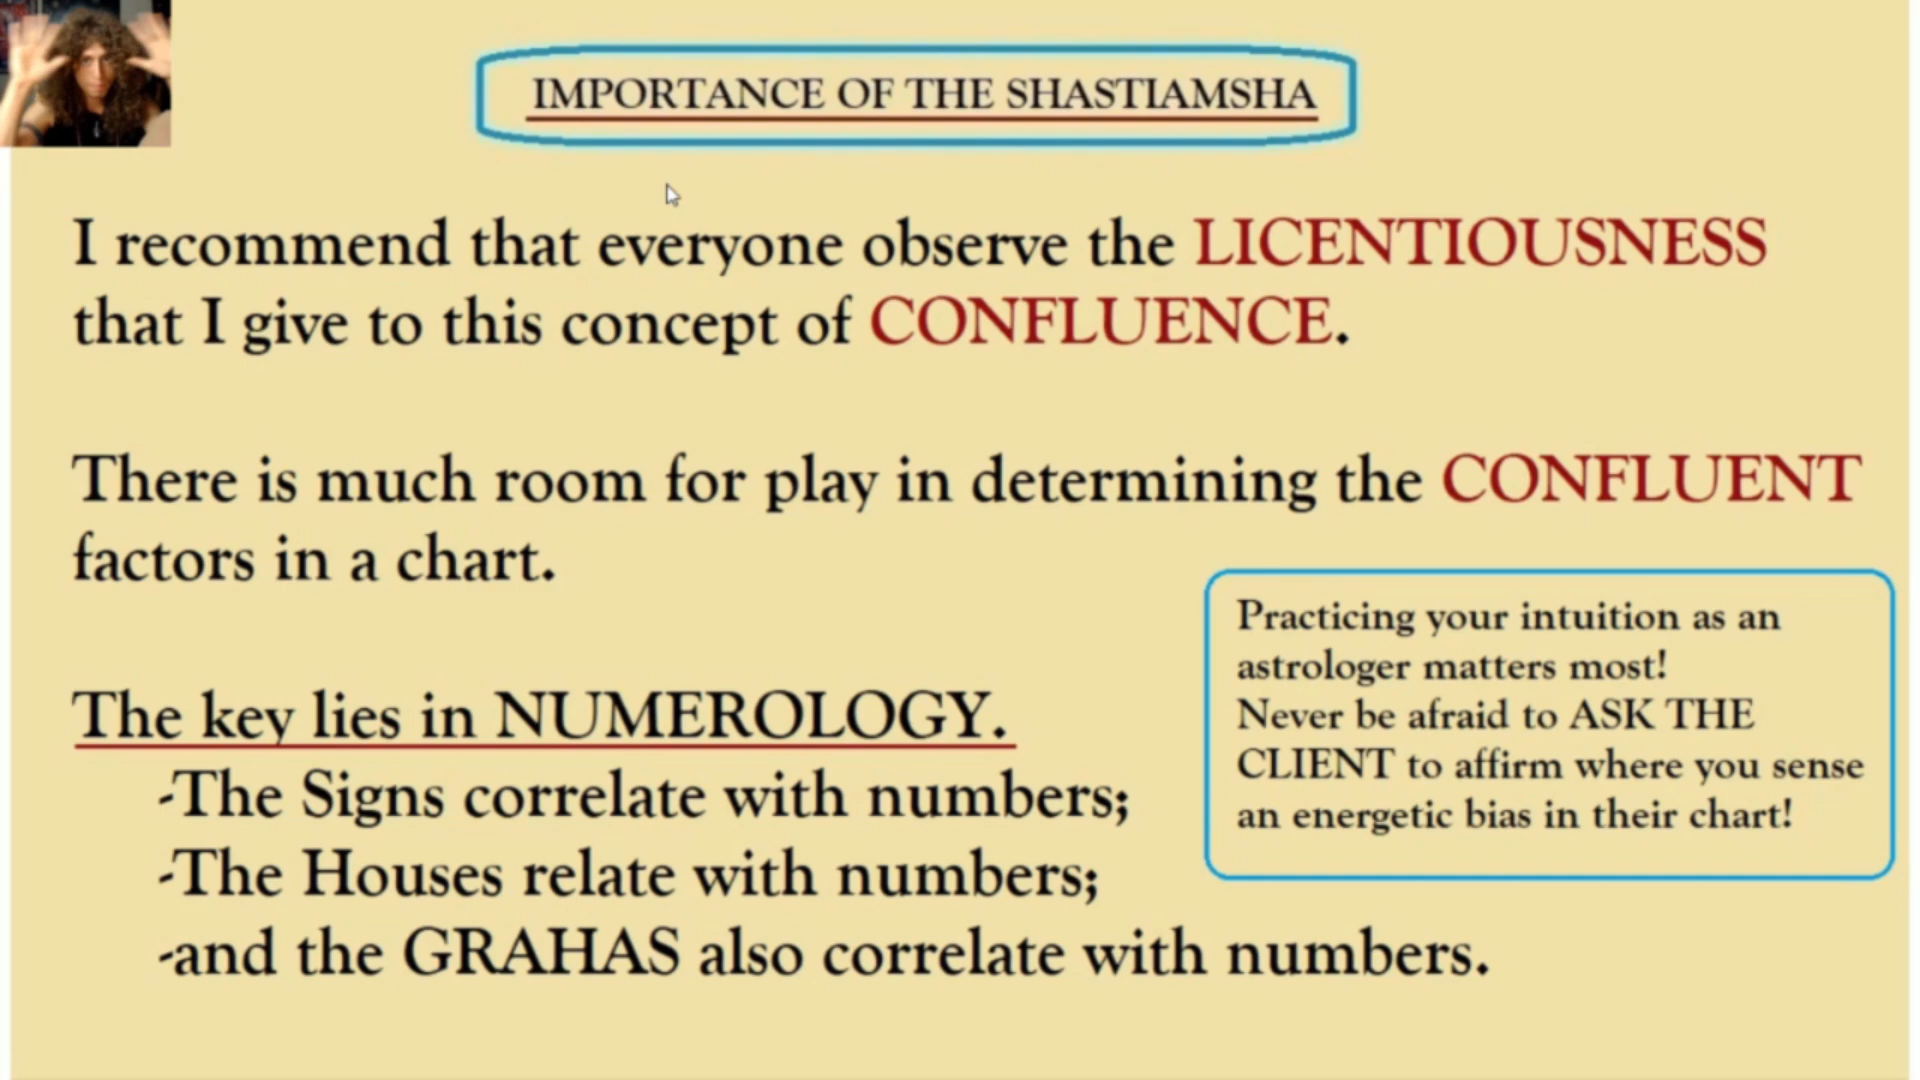 IMPORTANCE OF THE SHASTIAMSHA
I recommend that everyone observe the LICENTIOUSNESS
that I give to this concept of CONFLUENCE.
There is much room for play in determining the CONFLUENT
factors in a chart.
The key lies in NUMEROLOGY.
-The Signs correlate with numbers;
-The Houses relate with numbers;
-and the GRAHAS also correlate with numbers.
Practicing your intuition as an
astrologer matters most!
Never be afraid to ASK THE
CLIENT to affirm where you sense
an energetic bias in their chart!